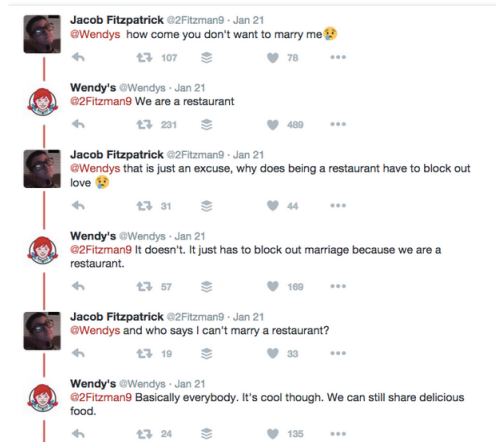 Jacob Fitzpatrick @2Fitzman9 · Jan 21
@Wendys how come you don't want to marry me😢
107 78
Wendy's @Wendys · Jan 21
@2Fitzman9 We are a restaurant
231 489
Jacob Fitzpatrick @2Fitzman9 · Jan 21
@Wendys that is just an excuse, why does being a restaurant have to block out
love 😢
31 44
Wendy's @Wendys · Jan 21
@2Fitzman9 It doesn't. It just has to block out marriage because we are a
restaurant.
57 169
Jacob Fitzpatrick @2Fitzman9 · Jan 21
@Wendys and who says I can't marry a restaurant?
19 33
Wendy's @Wendys · Jan 21
@2Fitzman9 Basically everybody. It's cool though. We can still share delicious
food.
24 135